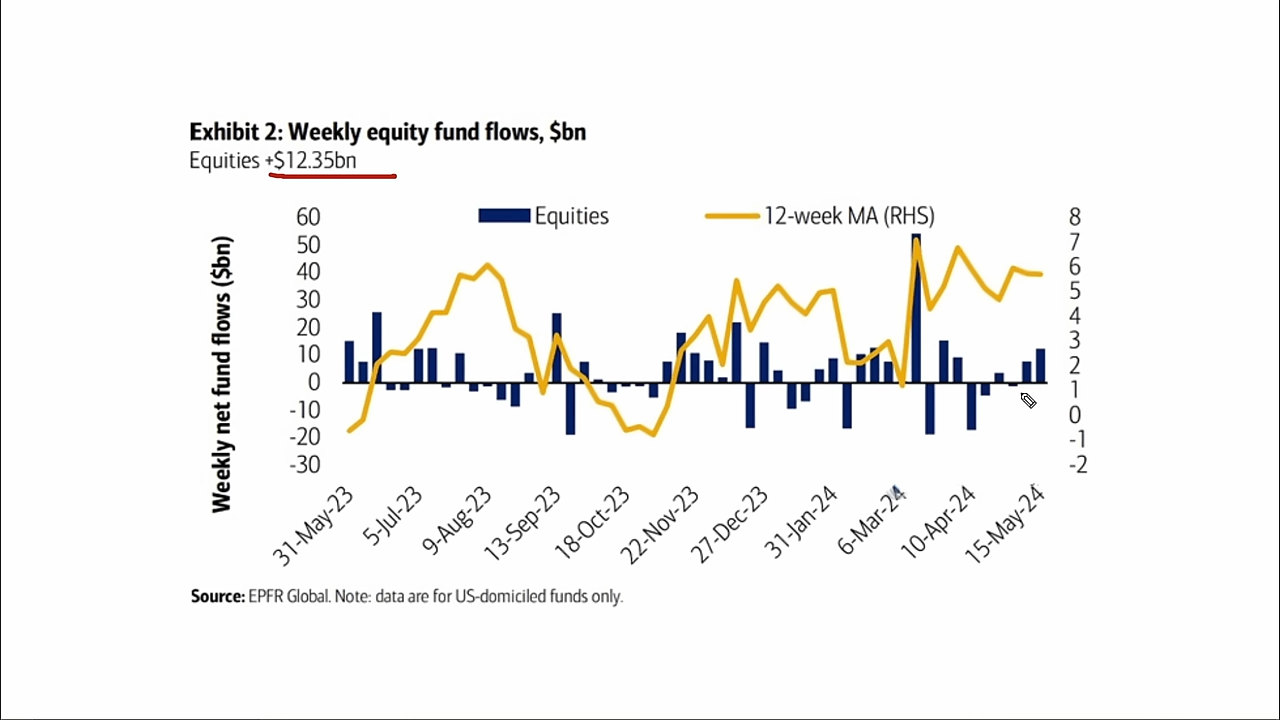 Exhibit 2: Weekly equity fund flows, $bn
Equities +$12.35bn
Equities
12-week MA (RHS)
Weekly net fund flows ($bn)
60
50
40
30
20
10
0
-10
-20
-30
8
7
6
5
4
3
2
1
0
-1
-2
31-May-23
5-Jul-23
9-Aug-23
13-Sep-23
18-Oct-23
22-Nov-23
27-Dec-23
31-Jan-24
6-Mar-24
10-Apr-24
15-May-24
Source: EPFR Global. Note: data are for US-domiciled funds only.